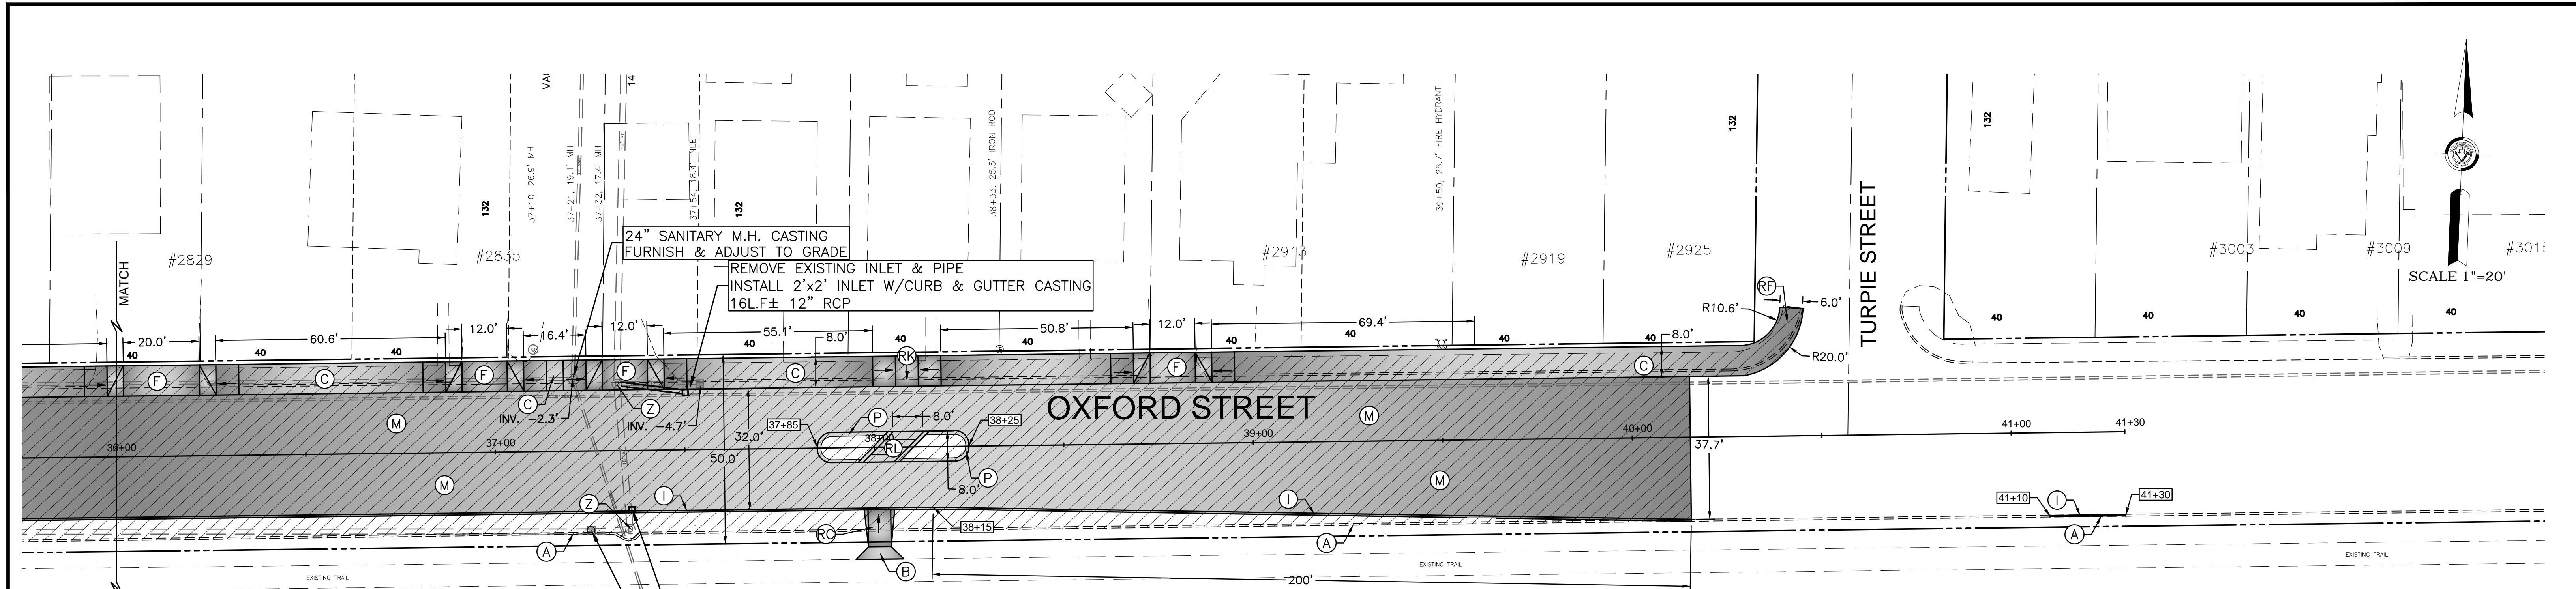 VAC
14
132
37+10, 26.9' MH
37+21, 19.1' MH
37+32, 17.4' MH
37+54, 18.4' INLET
132
38+33, 25.5' IRON ROD
39+50, 25.7' FIRE HYDRANT
132
132
TURPIE STREET
MATCH
#2829
#2835
#2913
#2919
#2925
#3003
#3009
#3015
SCALE 1"=20'
24" SANITARY M.H. CASTING
FURNISH & ADJUST TO GRADE
REMOVE EXISTING INLET & PIPE
INSTALL 2'x2' INLET W/CURB & GUTTER CASTING
16L.F± 12" RCP
RF
6.0'
R10.6'
R20.0'
20.0'
60.6'
12.0'
16.4'
12.0'
55.1'
8.0'
50.8'
12.0'
69.4'
8.0'
40
40
40
40
40
40
40
40
40
40
40
40
40
40
F
C
F
F
C
RK
F
C
C
INV. -2.3'
Z
INV. -4.7'
M
P
8.0'
37+85
38+25
OXFORD STREET
M
32.0'
50.0'
RL
36+00
37+00
38+00
39+00
40+00
41+00
41+30
37.7'
M
8.0'
P
M
Z
I
I
41+10
I
41+30
38+15
A
RC
B
A
A
EXISTING TRAIL
EXISTING TRAIL
EXISTING TRAIL
200'